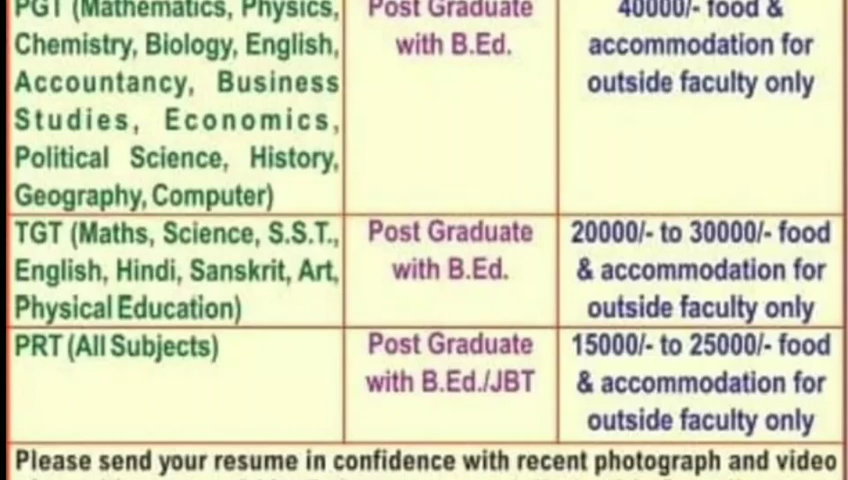 PGT (Mathematics, Physics,
Chemistry, Biology, English,
Accountancy, Business
Studies, Economics,
Political Science, History,
Geography, Computer)
Post Graduate
with B.Ed.
40000/- food &
accommodation for
outside faculty only
TGT (Maths, Science, S.S.T.,
English, Hindi, Sanskrit, Art,
Physical Education)
Post Graduate
with B.Ed.
20000/- to 30000/- food
& accommodation for
outside faculty only
PRT (All Subjects)
Post Graduate
with B.Ed./JBT
15000/- to 25000/- food
& accommodation for
outside faculty only
Please send your resume in confidence with recent photograph and video